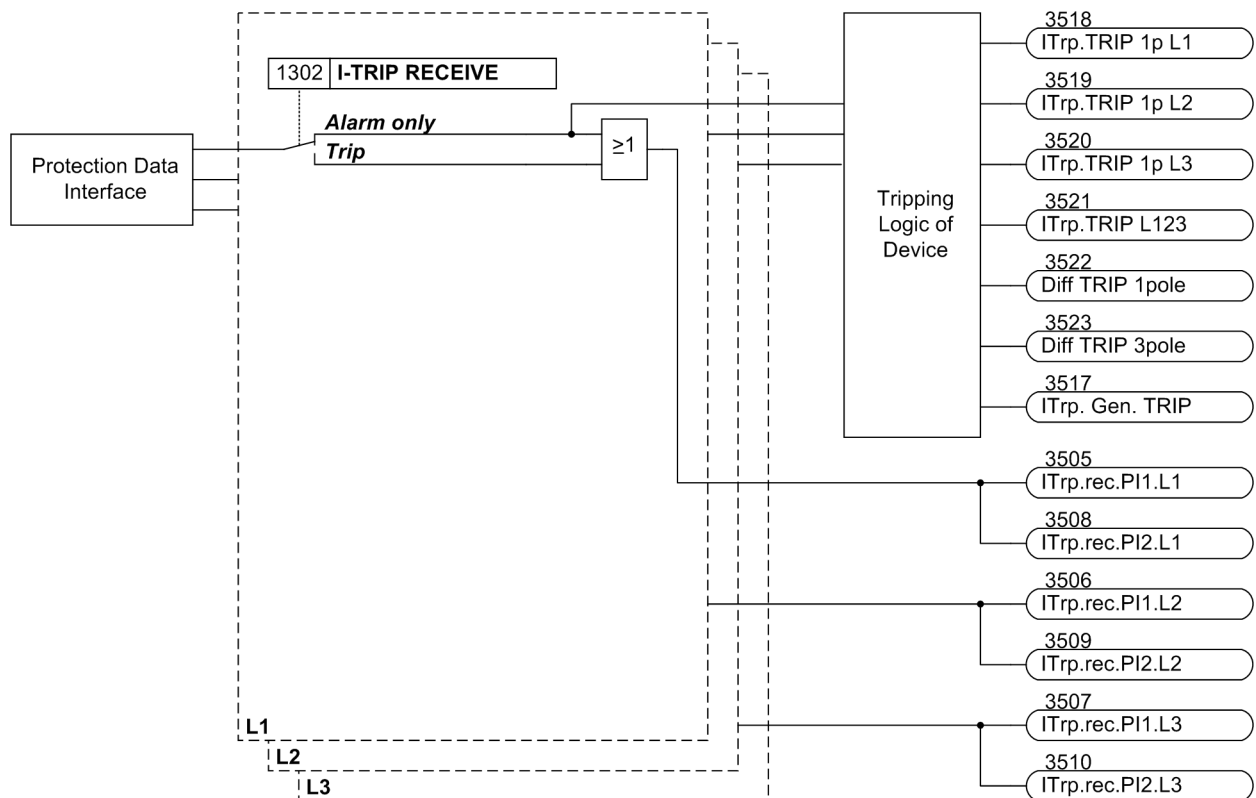 1302 I-TRIP RECEIVE
Alarm only
Trip
≥1
Protection Data
Interface
Tripping
Logic of
Device
L1
L2
L3
3518
ITrp.TRIP 1p L1
3519
ITrp.TRIP 1p L2
3520
ITrp.TRIP 1p L3
3521
ITrp.TRIP L123
3522
Diff TRIP 1pole
3523
Diff TRIP 3pole
3517
ITrp. Gen. TRIP
3505
ITrp.rec.PI1.L1
3508
ITrp.rec.PI2.L1
3506
ITrp.rec.PI1.L2
3509
ITrp.rec.PI2.L2
3507
ITrp.rec.PI1.L3
3510
ITrp.rec.PI2.L3